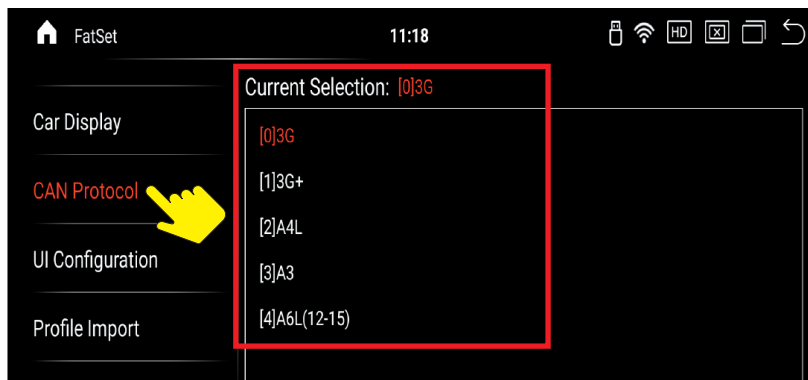 FatSet
11:18
HD
Current Selection: [0]3G
Car Display
CAN Protocol
UI Configuration
Profile Import
[0]3G
[1]3G+
[2]A4L
[3]A3
[4]A6L(12-15)